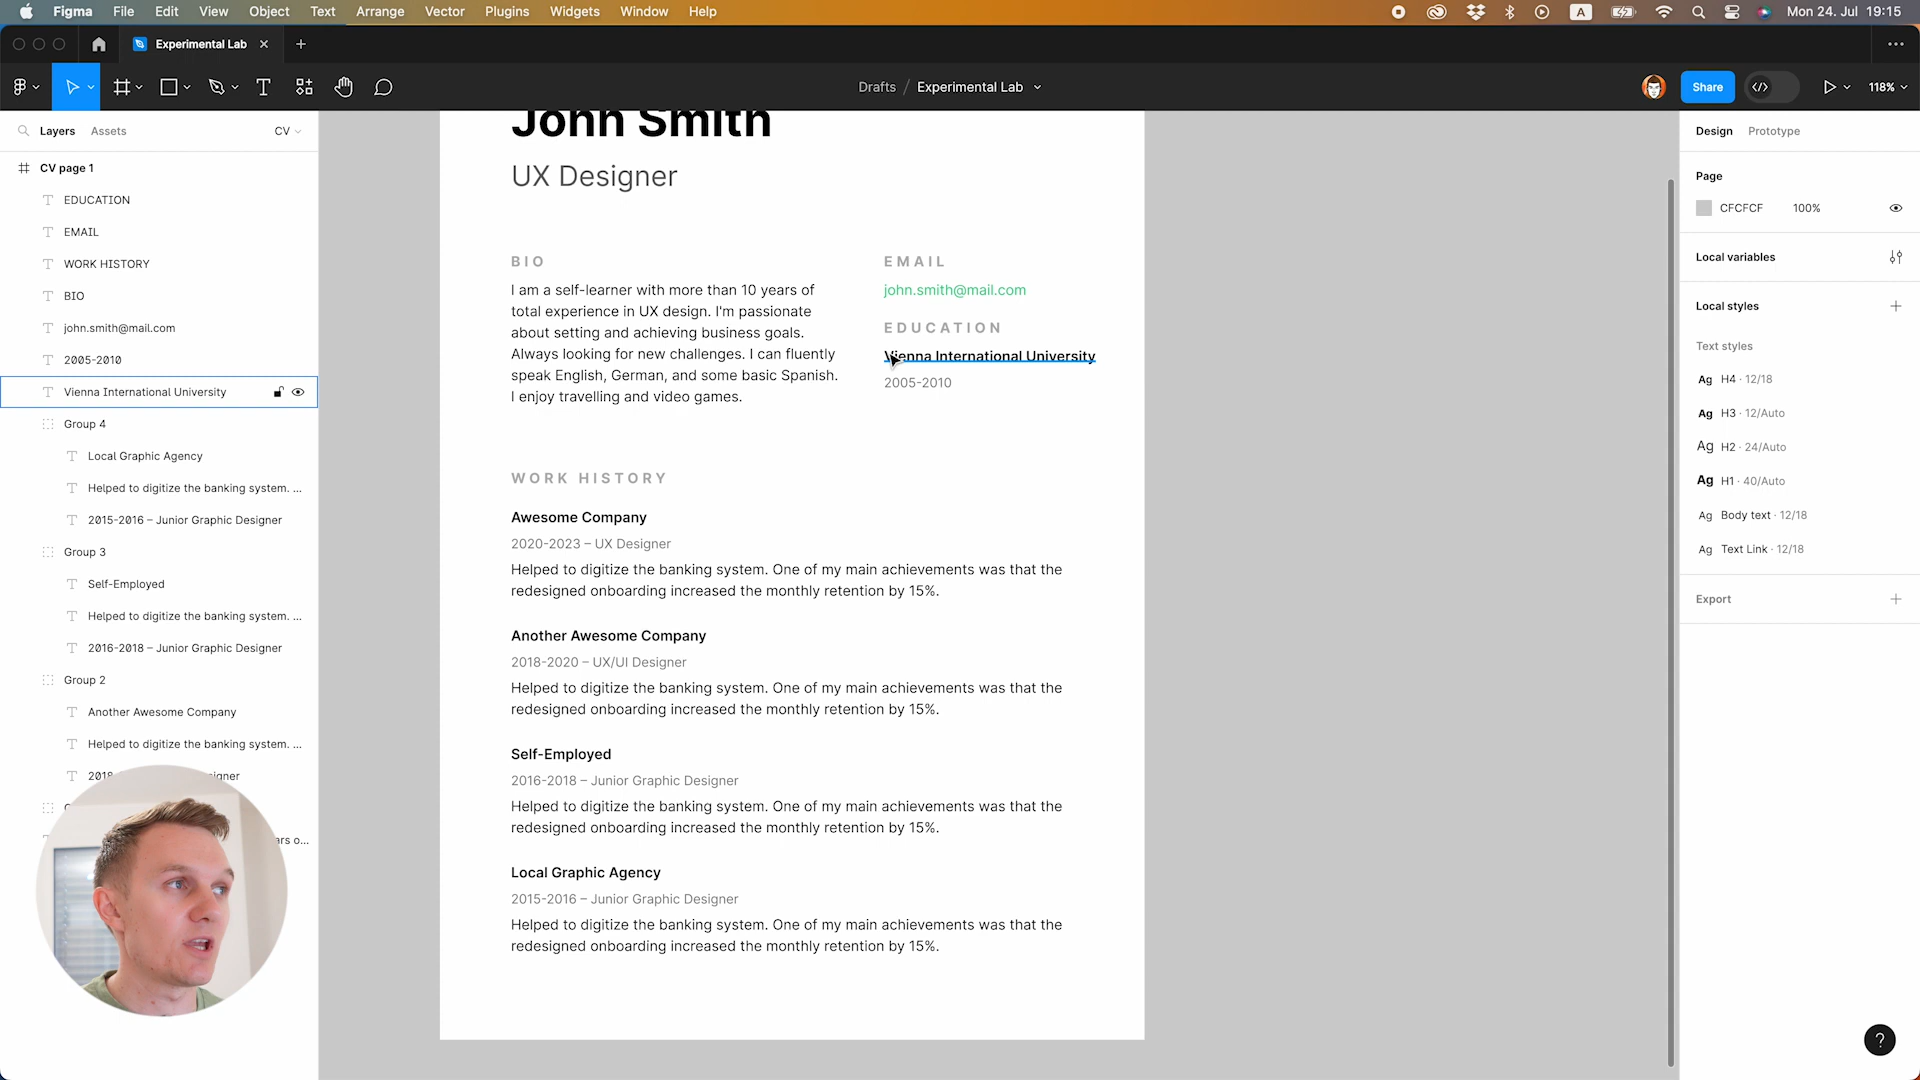 Figma File Edit View Object Text Arrange Vector Plugins Widgets Window Help
A
Mon 24. Jul 19:15
Experimental Lab
Drafts / Experimental Lab
Share
118%
Layers Assets CV
CV page 1
EDUCATION
EMAIL
WORK HISTORY
BIO
john.smith@mail.com
2005-2010
Vienna International University
Group 4
Local Graphic Agency
Helped to digitize the banking system. ...
2015-2016 – Junior Graphic Designer
Group 3
Self-Employed
Helped to digitize the banking system. ...
2016-2018 – Junior Graphic Designer
Group 2
Another Awesome Company
Helped to digitize the banking system. ...
John Smith
UX Designer
BIO
I am a self-learner with more than 10 years of
total experience in UX design. I'm passionate
about setting and achieving business goals.
Always looking for new challenges. I can fluently
speak English, German, and some basic Spanish.
I enjoy travelling and video games.
EMAIL
john.smith@mail.com
EDUCATION
Vienna International University
2005-2010
WORK HISTORY
Awesome Company
2020-2023 – UX Designer
Helped to digitize the banking system. One of my main achievements was that the
redesigned onboarding increased the monthly retention by 15%.
Another Awesome Company
2018-2020 – UX/UI Designer
Helped to digitize the banking system. One of my main achievements was that the
redesigned onboarding increased the monthly retention by 15%.
Self-Employed
2016-2018 – Junior Graphic Designer
Helped to digitize the banking system. One of my main achievements was that the
redesigned onboarding increased the monthly retention by 15%.
Local Graphic Agency
2015-2016 – Junior Graphic Designer
Helped to digitize the banking system. One of my main achievements was that the
redesigned onboarding increased the monthly retention by 15%.
Design Prototype
Page
CFCFCF 100%
Local variables
Local styles
Text styles
Ag H4 · 12/18
Ag H3 · 12/Auto
Ag H2 · 24/Auto
Ag H1 · 40/Auto
Ag Body text · 12/18
Ag Text Link · 12/18
Export
?